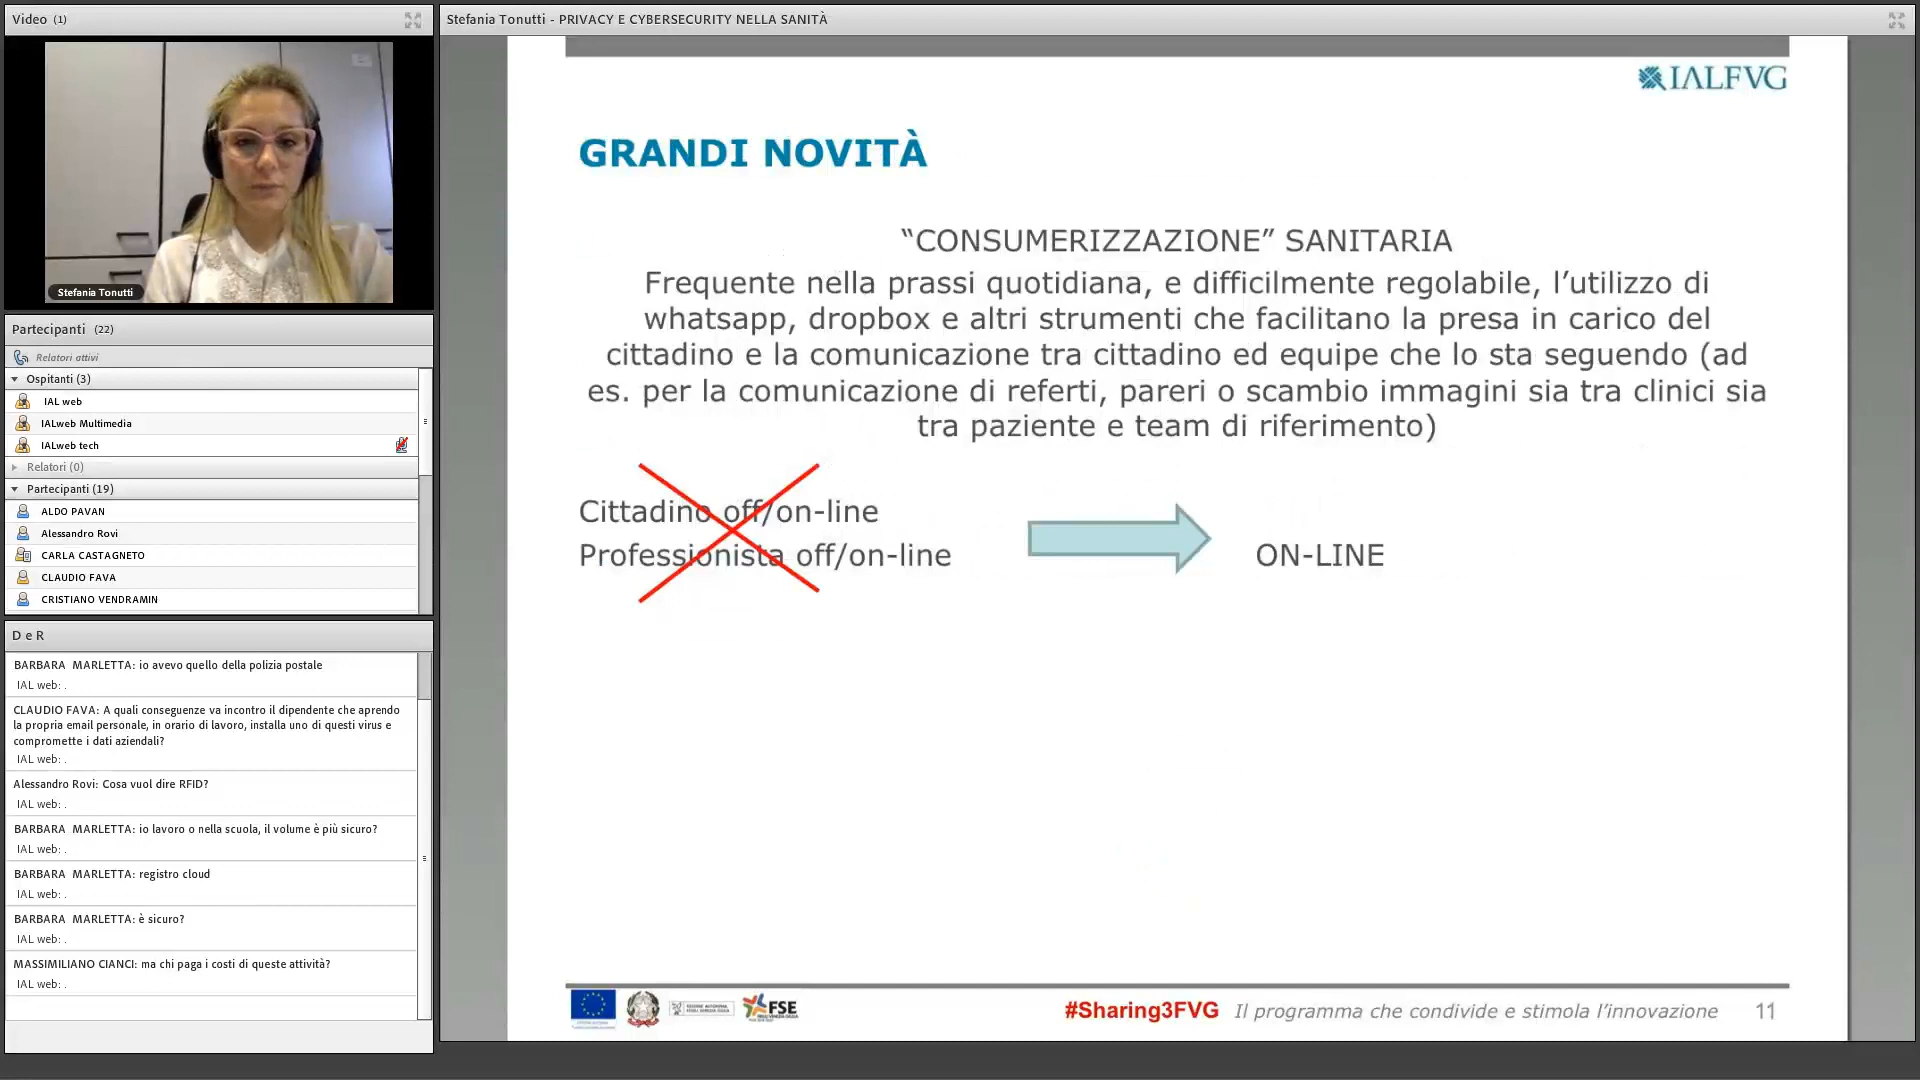 Video (1)
Stefania Tonutti
Partecipanti (22)
Relatori attivi
Ospitanti (3)
IAL web
IALweb Multimedia
IALweb tech
Relatori (0)
Partecipanti (19)
ALDO PAVAN
Alessandro Rovi
CARLA CASTAGNETO
CLAUDIO FAVA
CRISTIANO VENDRAMIN
D e R
BARBARA MARLETTA: io avevo quello della polizia postale
IAL web: .
CLAUDIO FAVA: A quali conseguenze va incontro il dipendente che aprendo
la propria email personale, in orario di lavoro, installa uno di questi virus e
compromette i dati aziendali?
IAL web: .
Alessandro Rovi: Cosa vuol dire RFID?
IAL web: .
BARBARA MARLETTA: io lavoro o nella scuola, il volume è più sicuro?
IAL web: .
BARBARA MARLETTA: registro cloud
IAL web: .
BARBARA MARLETTA: è sicuro?
IAL web: .
MASSIMILIANO CIANCI: ma chi paga i costi di queste attività?
IAL web: .
Stefania Tonutti - PRIVACY E CYBERSECURITY NELLA SANITÀ
IALFVG
GRANDI NOVITÀ
“CONSUMERIZZAZIONE” SANITARIA
Frequente nella prassi quotidiana, e difficilmente regolabile, l’utilizzo di
whatsapp, dropbox e altri strumenti che facilitano la presa in carico del
cittadino e la comunicazione tra cittadino ed equipe che lo sta seguendo (ad
es. per la comunicazione di referti, pareri o scambio immagini sia tra clinici sia
tra paziente e team di riferimento)
Cittadino off/on-line
Professionista off/on-line
ON-LINE
FSE
#Sharing3FVG Il programma che condivide e stimola l’innovazione 11